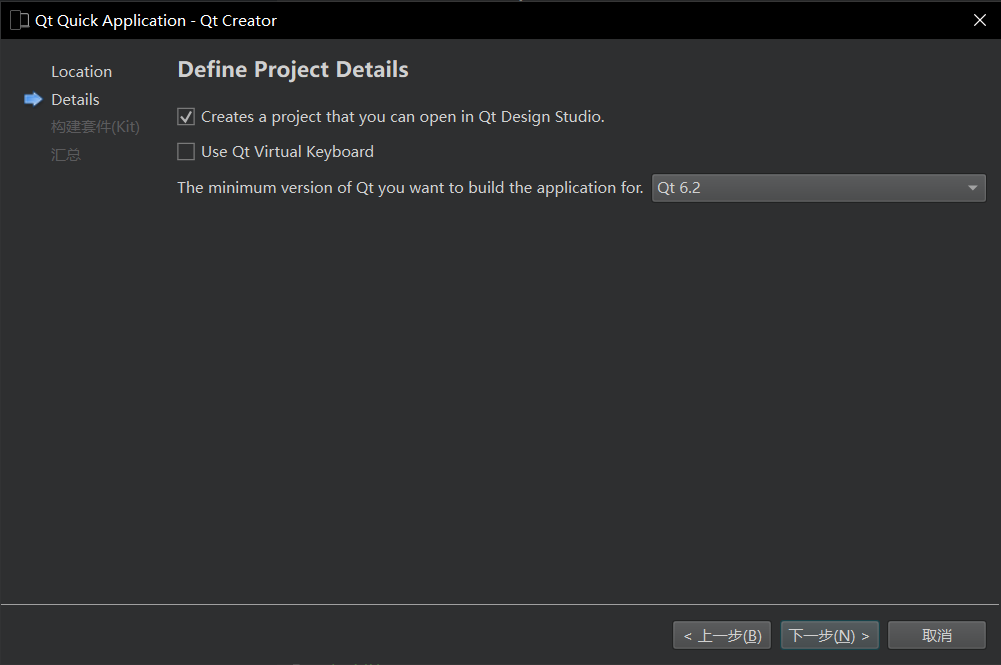 Qt Quick Application - Qt Creator
Location
Details
构建套件(Kit)
汇总
Define Project Details
Creates a project that you can open in Qt Design Studio.
Use Qt Virtual Keyboard
The minimum version of Qt you want to build the application for. Qt 6.2
< 上一步(B) 下一步(N) > 取消